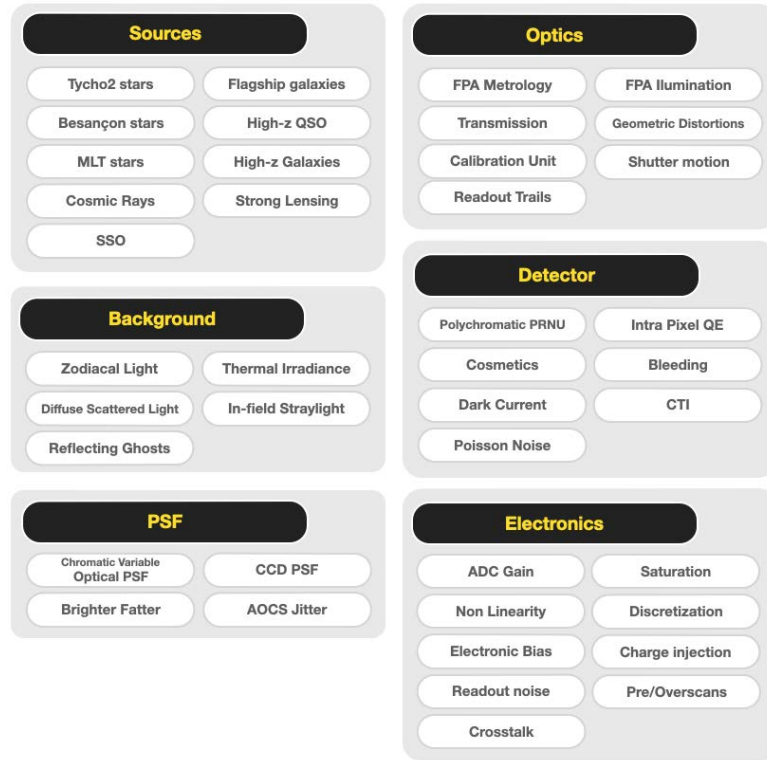 Sources
Tycho2 stars
Flagship galaxies
Besançon stars
High-z QSO
MLT stars
High-z Galaxies
Cosmic Rays
Strong Lensing
SSO
Background
Zodiacal Light
Thermal Irradiance
Diffuse Scattered Light
In-field Straylight
Reflecting Ghosts
PSF
Chromatic Variable
Optical PSF
CCD PSF
Brighter Fatter
AOCS Jitter
Optics
FPA Metrology
FPA Ilumination
Transmission
Geometric Distortions
Calibration Unit
Shutter motion
Readout Trails
Detector
Polychromatic PRNU
Intra Pixel QE
Cosmetics
Bleeding
Dark Current
CTI
Poisson Noise
Electronics
ADC Gain
Saturation
Non Linearity
Discretization
Electronic Bias
Charge injection
Readout noise
Pre/Overscans
Crosstalk